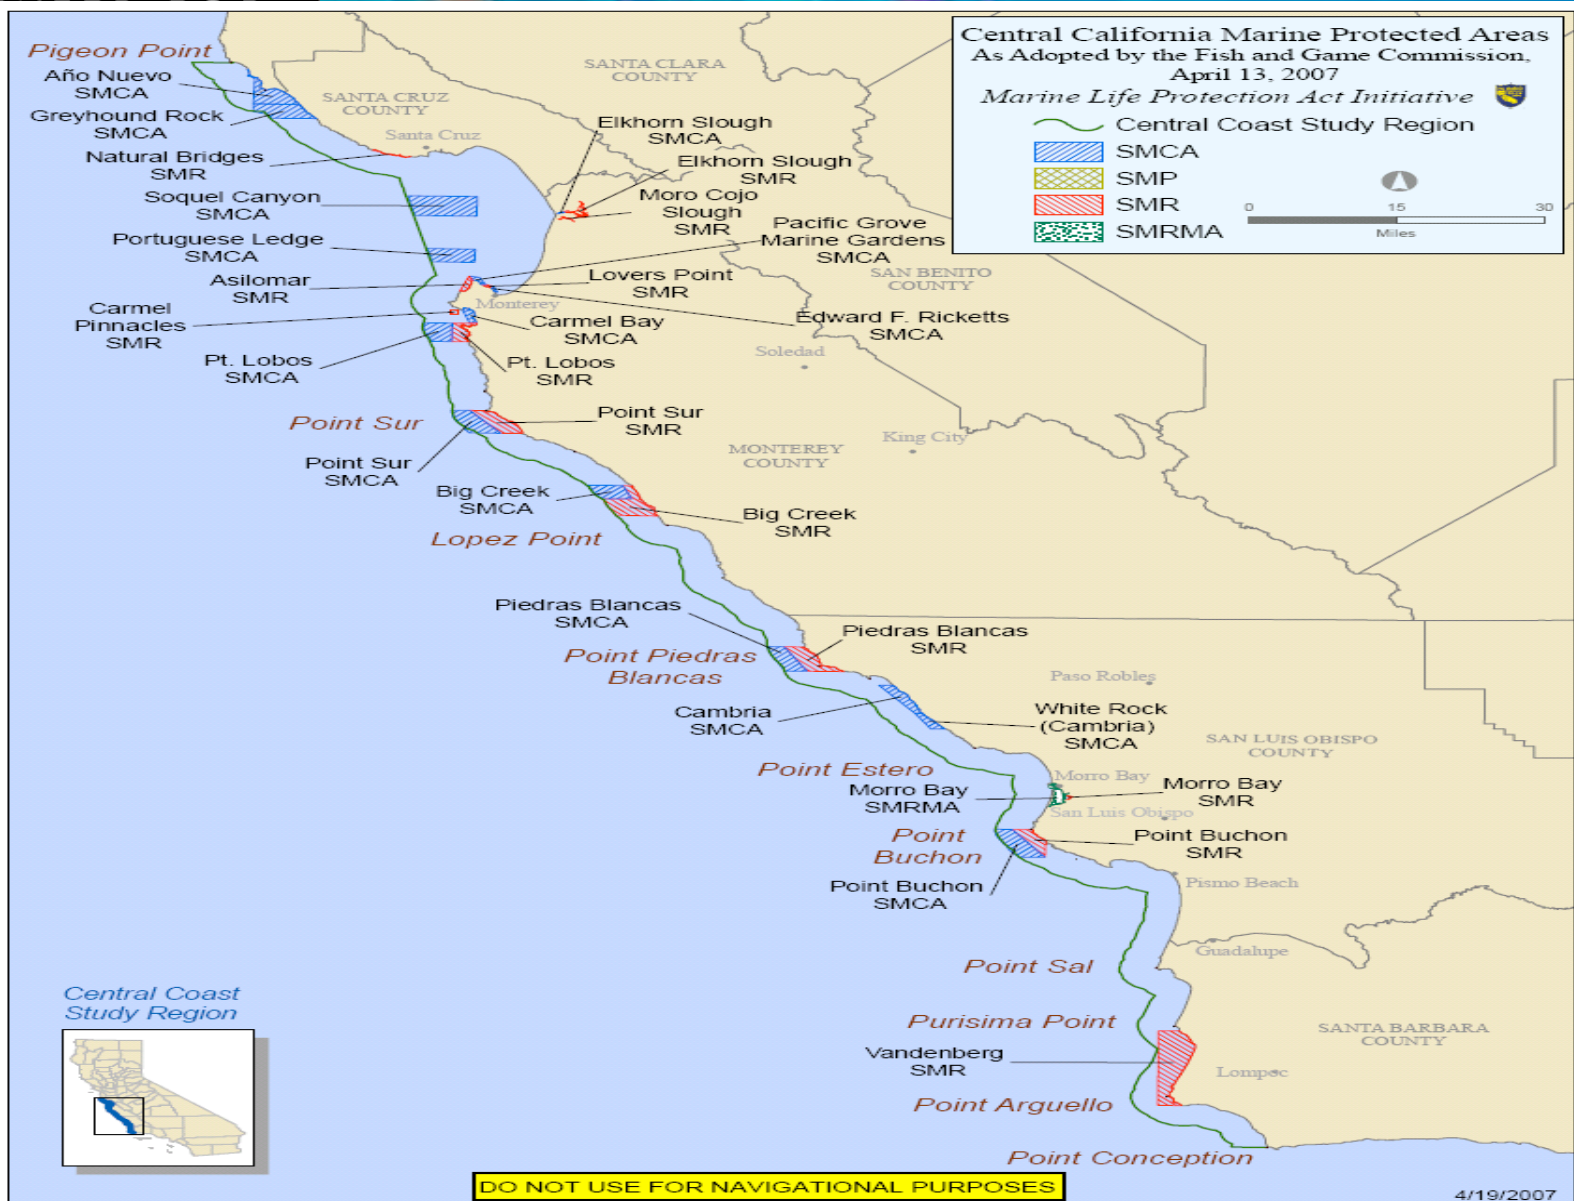 Central California Marine Protected Areas
As Adopted by the Fish and Game Commission,
April 13, 2007
Marine Life Protection Act Initiative
Central Coast Study Region
SMCA
SMP
SMR
SMRMA
0 15 30
Miles
Pigeon Point
Año Nuevo
SMCA
Greyhound Rock
SMCA
Natural Bridges
SMR
Soquel Canyon
SMCA
Portuguese Ledge
SMCA
Asilomar
SMR
Carmel
Pinnacles
SMR
Pt. Lobos
SMCA
SANTA CLARA
COUNTY
SANTA CRUZ
COUNTY
Santa Cruz
Elkhorn Slough
SMCA
Elkhorn Slough
SMR
Moro Cojo
Slough
SMR
Pacific Grove
Marine Gardens
SMCA
Lovers Point
SMR
SAN BENITO
COUNTY
Monterey
Edward F. Ricketts
SMCA
Carmel Bay
SMCA
Pt. Lobos
SMR
Soledad
Point Sur
Point Sur
SMR
Point Sur
SMCA
King City
MONTEREY
COUNTY
Big Creek
SMCA
Big Creek
SMR
Lopez Point
Piedras Blancas
SMCA
Piedras Blancas
SMR
Point Piedras
Blancas
Paso Robles
Cambria
SMCA
White Rock
(Cambria)
SMCA
SAN LUIS OBISPO
COUNTY
Point Estero
Morro Bay
Morro Bay
SMRMA
Morro Bay
SMR
San Luis Obispo
Point
Buchon
Point Buchon
SMR
Point Buchon
SMCA
Pismo Beach
Guadalupe
Point Sal
Purisima Point
SANTA BARBARA
COUNTY
Vandenberg
SMR
Lompoc
Point Arguello
Point Conception
Central Coast
Study Region
DO NOT USE FOR NAVIGATIONAL PURPOSES
4/19/2007